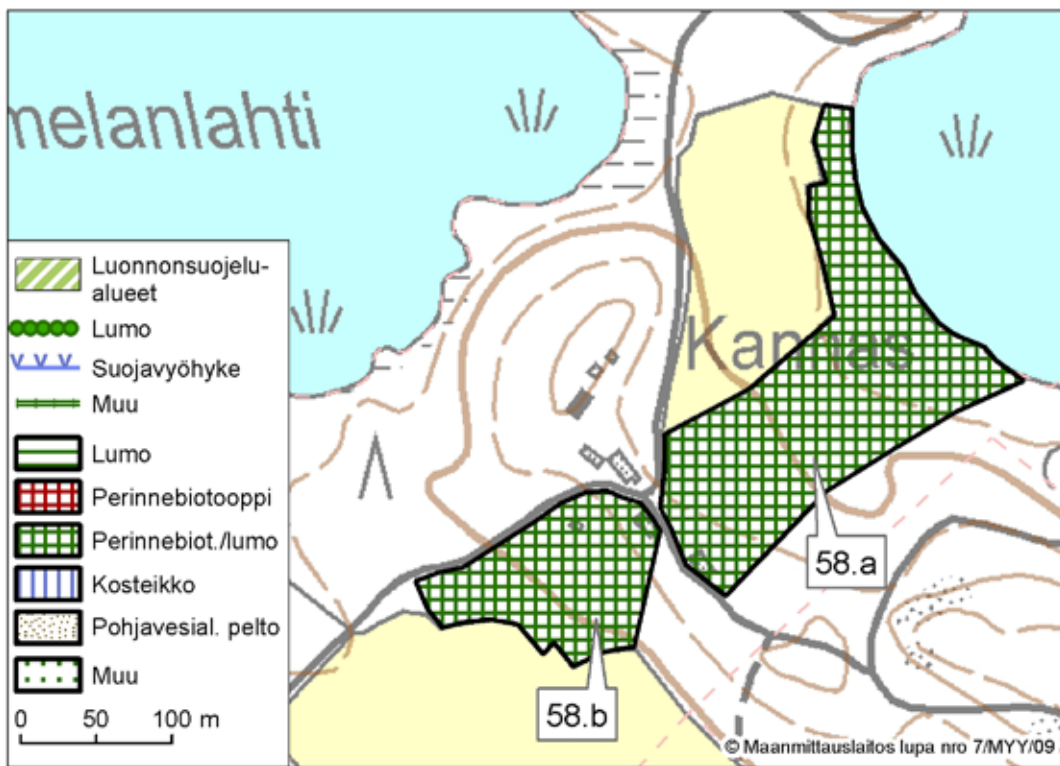 melanlahti
Kannas
Luonnonsuojelu-
alueet
Lumo
Suojavyöhyke
Muu
Lumo
Perinnebiotooppi
Perinnebiot./lumo
Kosteikko
Pohjavesial. pelto
Muu
0 50 100 m
58.a
58.b
© Maanmittauslaitos lupa nro 7/MYY/09